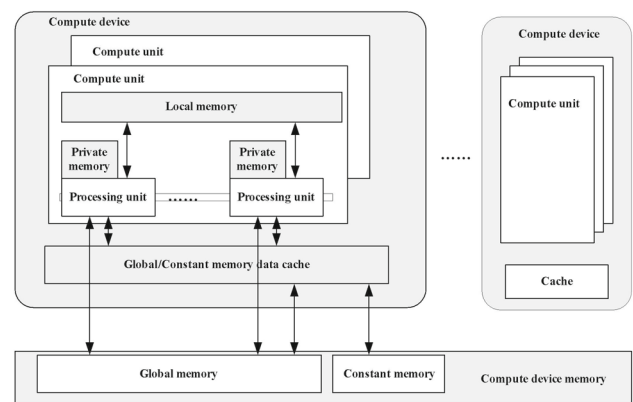 Compute device
Compute unit
Compute unit
Local memory
Private
memory
Private
memory
Processing unit
......
Processing unit
Global/Constant memory data cache
......
Compute device
Compute unit
Cache
Global memory
Constant memory
Compute device memory